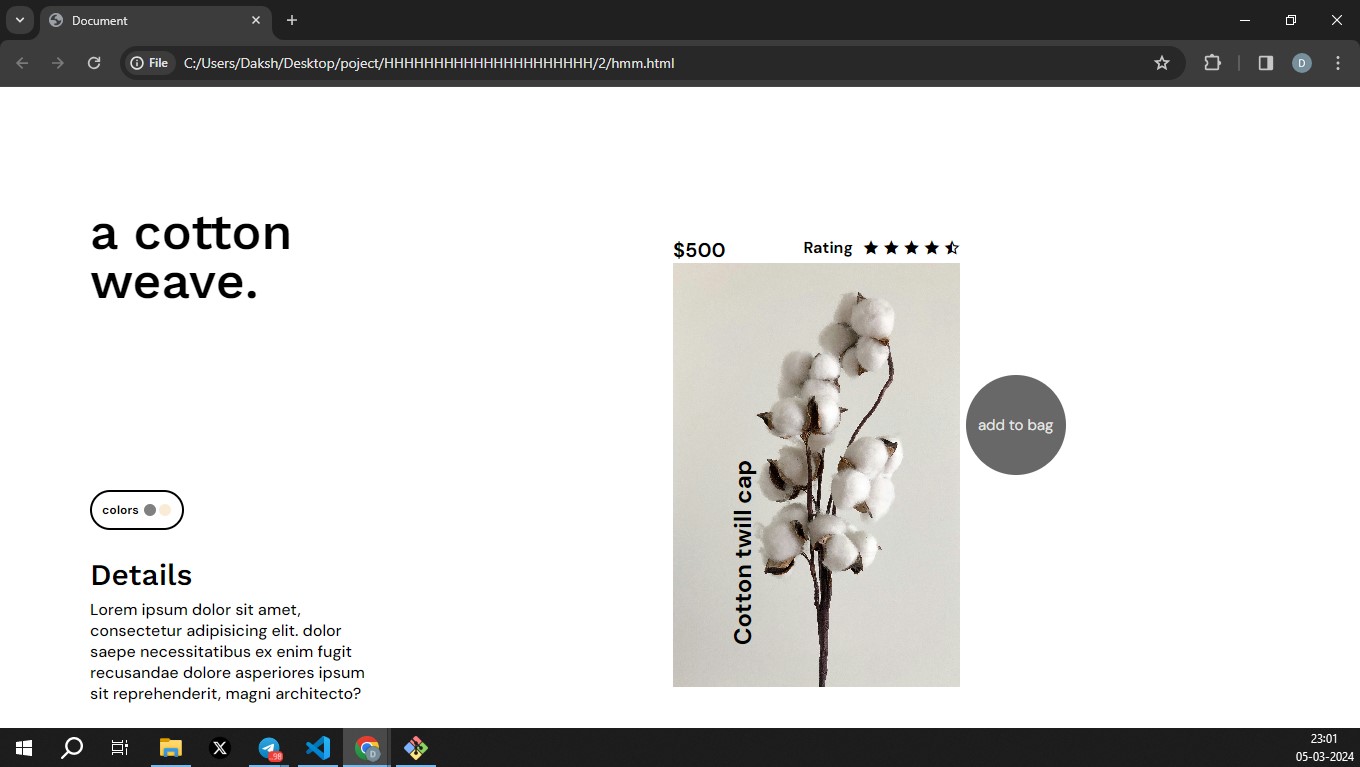 Document
File
C:/Users/Daksh/Desktop/poject/HHHHHHHHHHHHHHHHHHHHH/2/hmm.html
D
a cotton
weave.
$500
Rating
add to bag
Cotton twill cap
colors
Details
Lorem ipsum dolor sit amet,
consectetur adipisicing elit. dolor
saepe necessitatibus ex enim fugit
recusandae dolore asperiores ipsum
sit reprehenderit, magni architecto?
98
D
23:01
05-03-2024